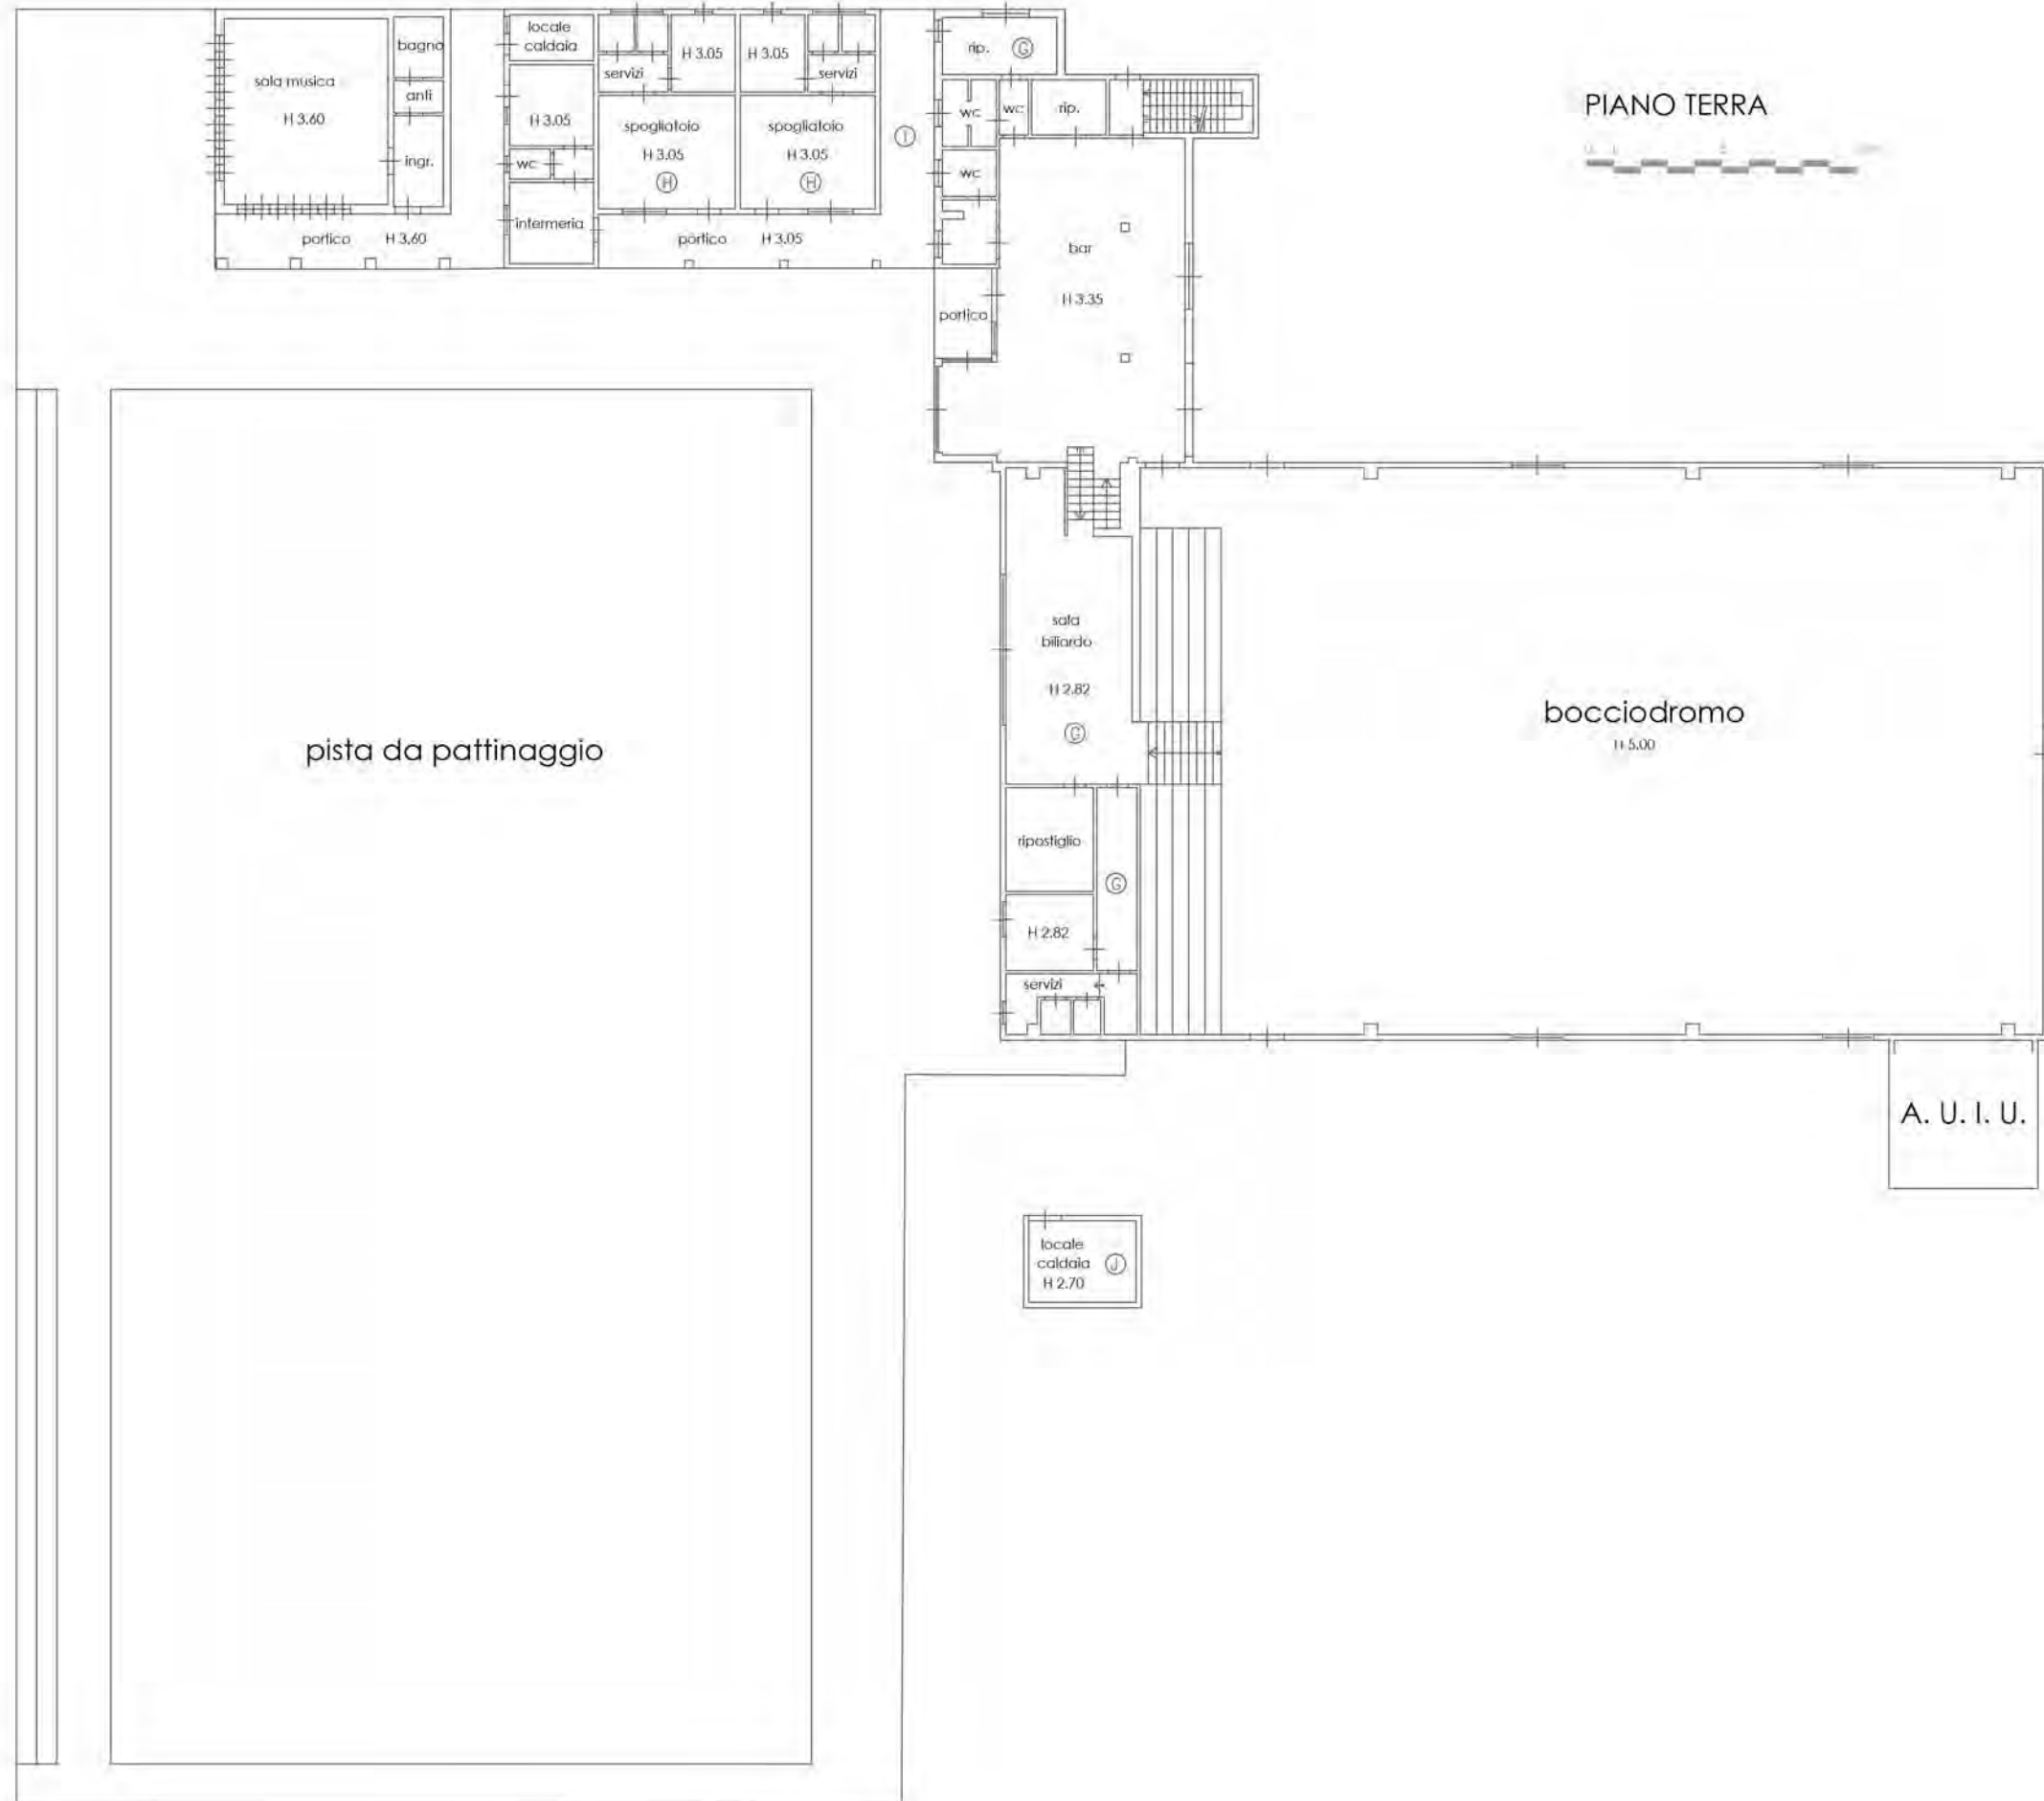 PIANO TERRA
sala musica
H 3.60
bagno
anti
ingr.
portico H 3.60
locale
caldaia
H 3.05
wc
infermeria
servizi
H 3.05
H 3.05
servizi
spogliatoio
H 3.05
H
spogliatoio
H 3.05
H
portico H 3.05
I
rip. G
wc
wc
rip.
wc
bar
H 3.35
portico
sala
biliardo
H 2.82
G
ripostiglio
G
H 2.82
servizi
bocciodromo
H 5.00
pista da pattinaggio
A. U. I. U.
locale
caldaia
H 2.70
J